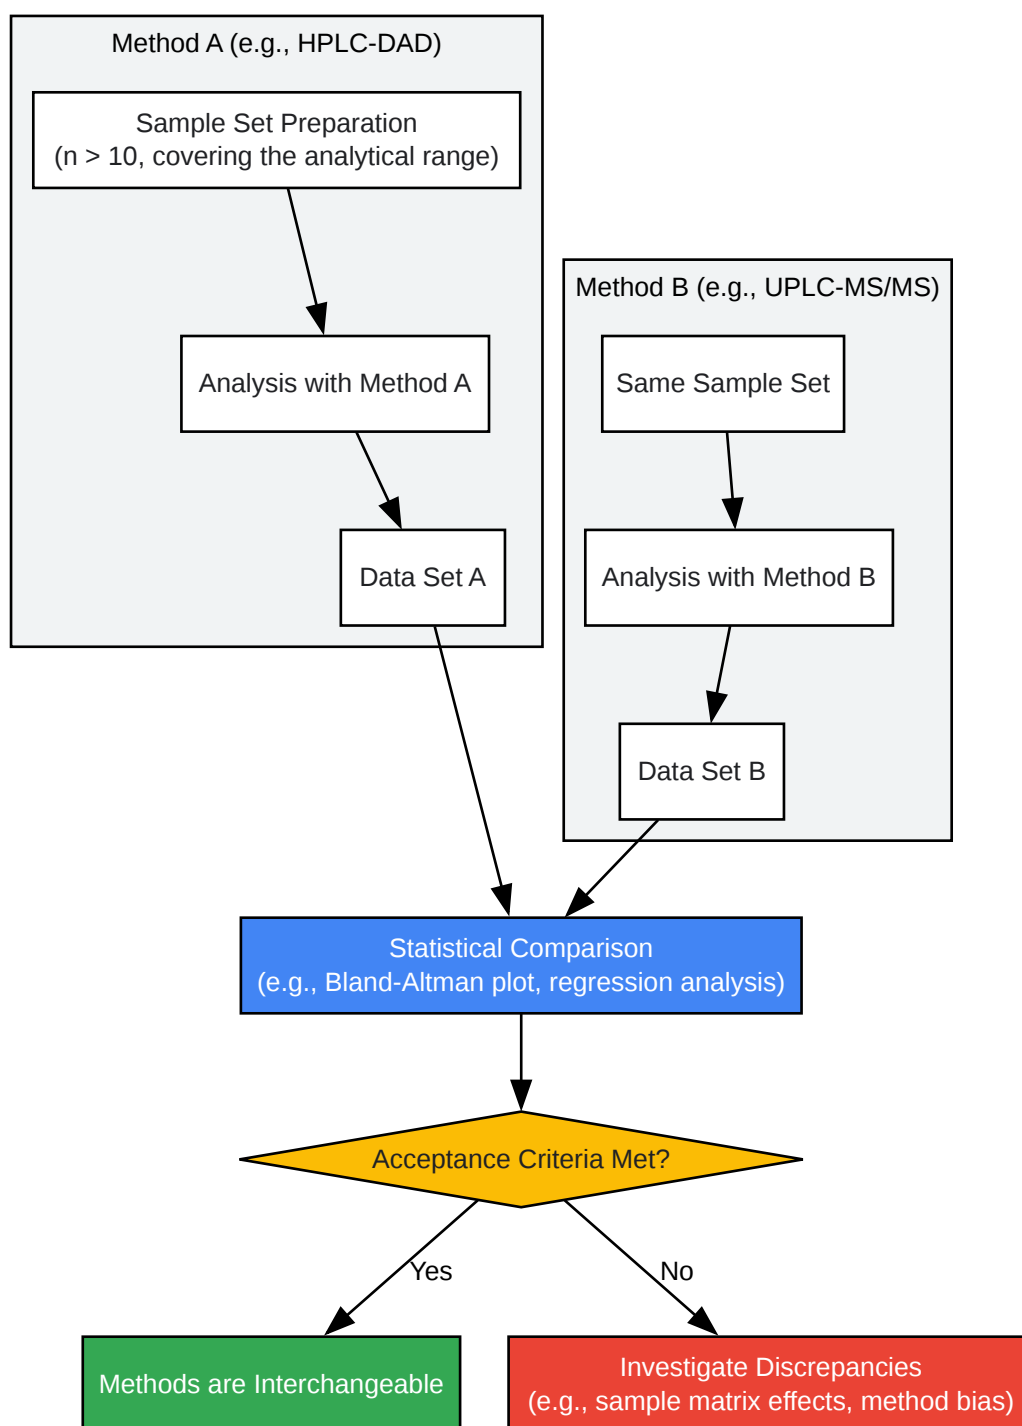 Method A (e.g., HPLC-DAD)
Sample Set Preparation
(n > 10, covering the analytical range)
Analysis with Method A
Data Set A
Method B (e.g., UPLC-MS/MS)
Same Sample Set
Analysis with Method B
Data Set B
Statistical Comparison
(e.g., Bland-Altman plot, regression analysis)
Acceptance Criteria Met?
Yes
No
Methods are Interchangeable
Investigate Discrepancies
(e.g., sample matrix effects, method bias)